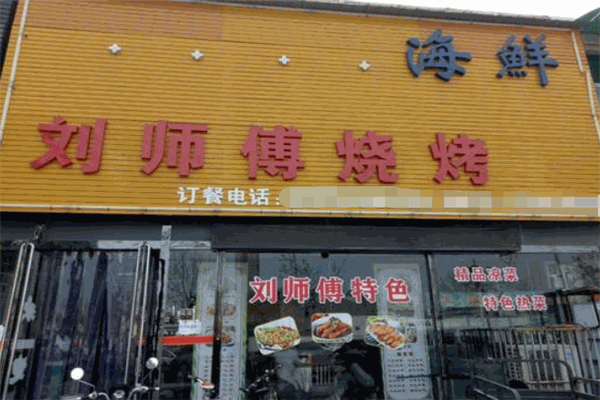 海鲜
刘师傅烧烤
订餐电话:
刘师傅特色
精品凉菜
特色热菜